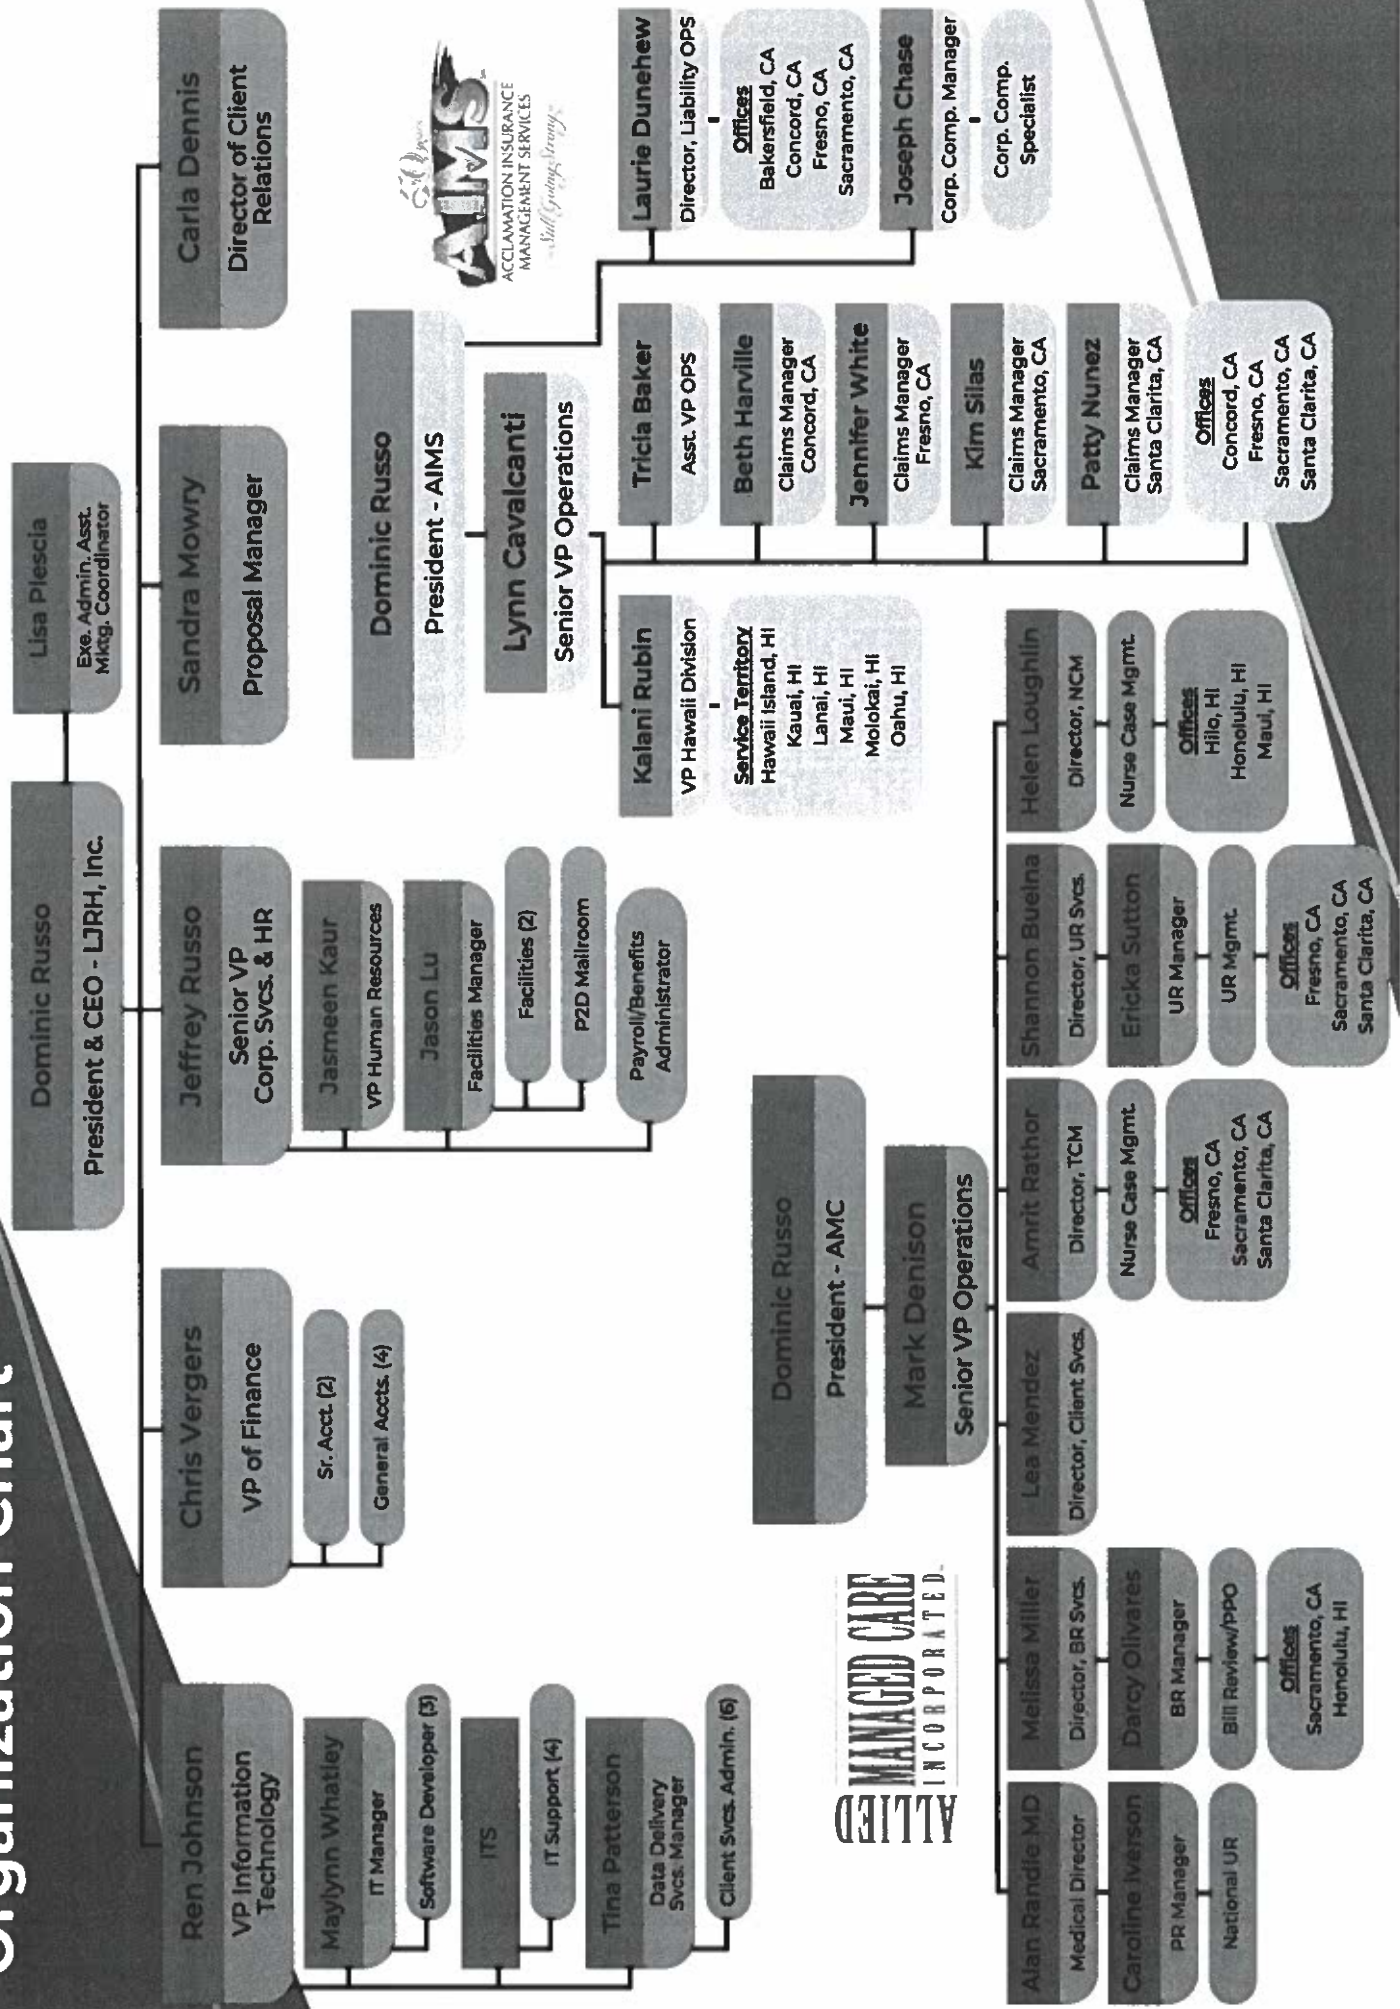 Organization Chart
Dominic Russo
President & CEO - LJRH, Inc.
Lisa Plescia
Exe. Admin. Asst.
Mktg. Coordinator
Ren Johnson
VP Information
Technology
Maylynn Whatley
IT Manager
Software Developer (3)
ITS
IT Support (4)
Tina Patterson
Data Delivery
Svcs. Manager
Client Svcs. Admin. (6)
Chris Vergers
VP of Finance
Sr. Acct. (2)
General Accts. (4)
Jeffrey Russo
Senior VP
Corp. Svcs. & HR
Jasmeen Kaur
VP Human Resources
Jason Lu
Facilities Manager
Facilities (2)
P2D Mailroom
Payroll/Benefits
Administrator
Sandra Mowry
Proposal Manager
Carla Dennis
Director of Client
Relations
ALLIED
MANAGED CARE
INCORPORATED
Dominic Russo
President - AMC
Mark Denison
Senior VP Operations
Alan Randle MD
Medical Director
Caroline Iverson
PR Manager
National UR
Melissa Miller
Director, BR Svcs.
Darcy Olivares
BR Manager
Bill Review/PPO
Offices
Sacramento, CA
Honolulu, HI
Lea Mendez
Director, Client Svcs.
Amrit Rathor
Director, TCM
Nurse Case Mgmt.
Offices
Fresno, CA
Sacramento, CA
Santa Clarita, CA
Shannon Buelna
Director, UR Svcs.
Ericka Sutton
UR Manager
UR Mgmt.
Offices
Fresno, CA
Sacramento, CA
Santa Clarita, CA
Helen Loughlin
Director, NCM
Nurse Case Mgmt.
Offices
Hilo, HI
Honolulu, HI
Maui, HI
Dominic Russo
President - AIMS
AIMS
ACCLAMATION INSURANCE
MANAGEMENT SERVICES
Still Going Strong
Lynn Cavalcanti
Senior VP Operations
Kalani Rubin
VP Hawaii Division
Service Territory
Hawaii Island, HI
Kauai, HI
Lanai, HI
Maui, HI
Molokai, HI
Oahu, HI
Tricia Baker
Asst. VP OPS
Beth Harville
Claims Manager
Concord, CA
Jennifer White
Claims Manager
Fresno, CA
Kim Silas
Claims Manager
Sacramento, CA
Patty Nunez
Claims Manager
Santa Clarita, CA
Offices
Concord, CA
Fresno, CA
Sacramento, CA
Santa Clarita, CA
Laurie Dunehew
Director, Liability OPS
Offices
Bakersfield, CA
Concord, CA
Fresno, CA
Sacramento, CA
Joseph Chase
Corp. Comp. Manager
Corp. Comp.
Specialist